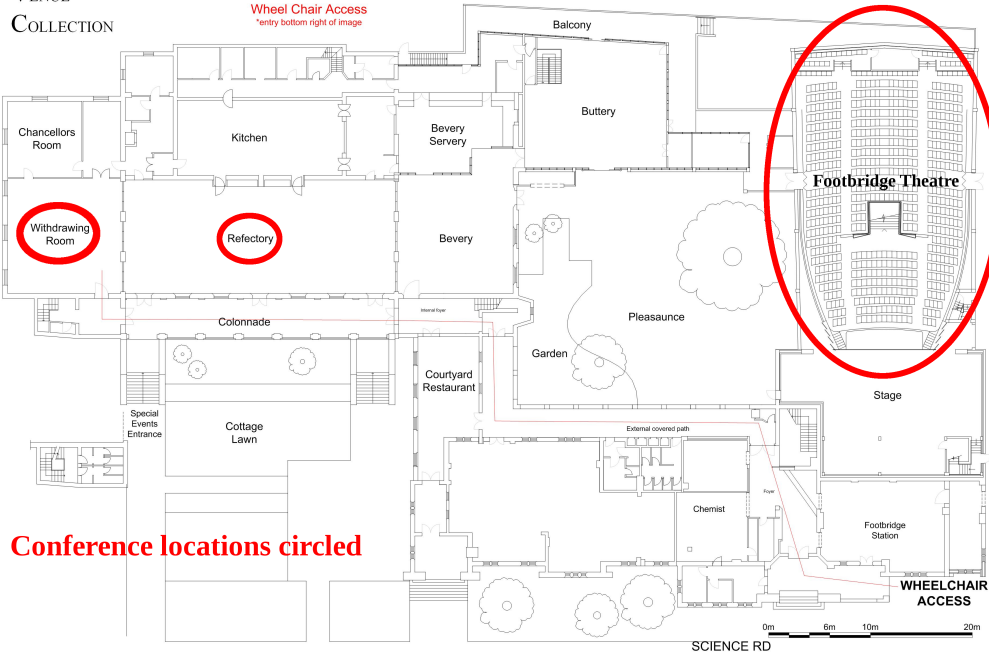 COLLECTION
Wheel Chair Access
*entry bottom right of image
Balcony
Chancellors
Room
Kitchen
Bevery
Servery
Buttery
Footbridge Theatre
Withdrawing
Room
Refectory
Bevery
Internal foyer
Colonnade
Pleasaunce
Garden
Courtyard
Restaurant
Stage
Special
Events
Entrance
Cottage
Lawn
External covered path
Foyer
Chemist
Footbridge
Station
Conference locations circled
WHEELCHAIR
ACCESS
0m 6m 10m 20m
SCIENCE RD